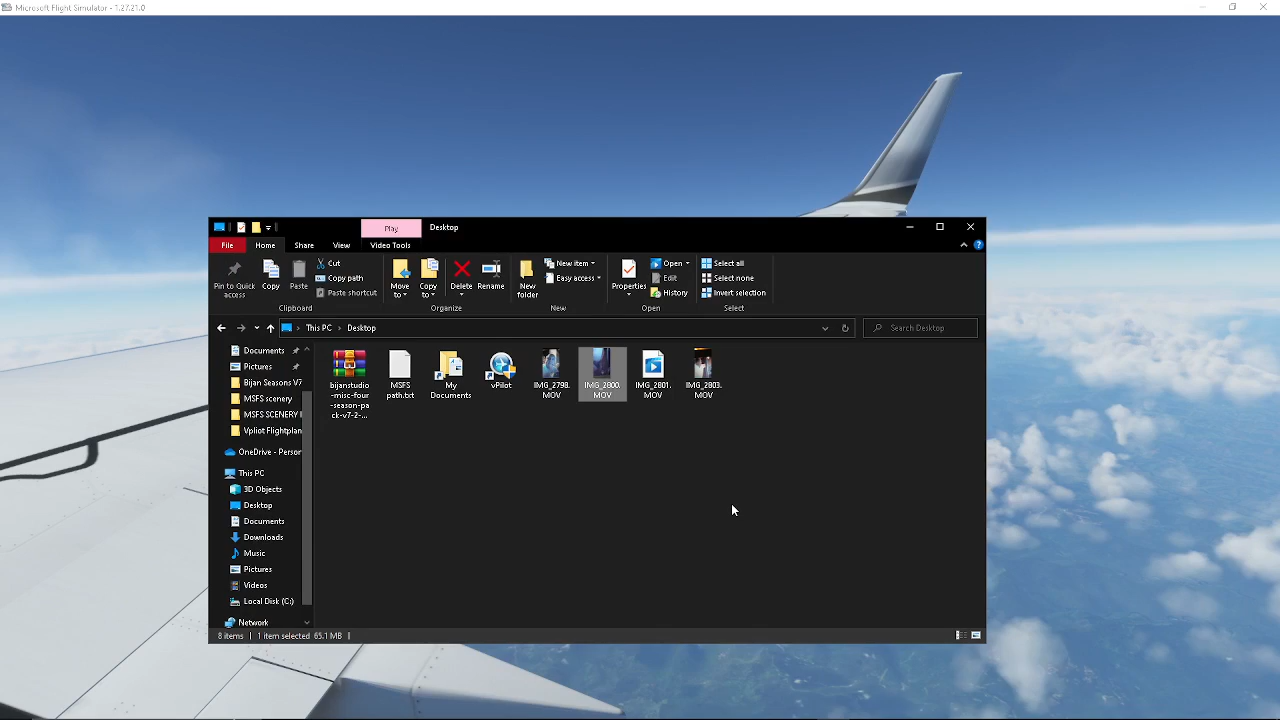 Microsoft Flight Simulator - 1.27.21.0
Play
Desktop
File
Home
Share
View
Video Tools
Pin to Quick
access
Copy
Paste
Cut
Copy path
Paste shortcut
Clipboard
Move
to
Copy
to
Delete
Rename
Organize
New
folder
New item
Easy access
New
Properties
Open
Edit
History
Open
Select all
Select none
Invert selection
Select
This PC
Desktop
Search Desktop
Documents
Pictures
Bijan Seasons V7
MSFS scenery
MSFS SCENERY
Vpliot Flightplan
OneDrive - Person
This PC
3D Objects
Desktop
Documents
Downloads
Music
Pictures
Videos
Local Disk (C:)
Network
bijanstudio
-misc-four
-season-pa
ck-v7-2-...
MSFS
path.txt
My
Documents
vPilot
IMG_2798.
MOV
IMG_2800.
MOV
IMG_2801.
MOV
IMG_2803.
MOV
8 items
1 item selected 65.1 MB